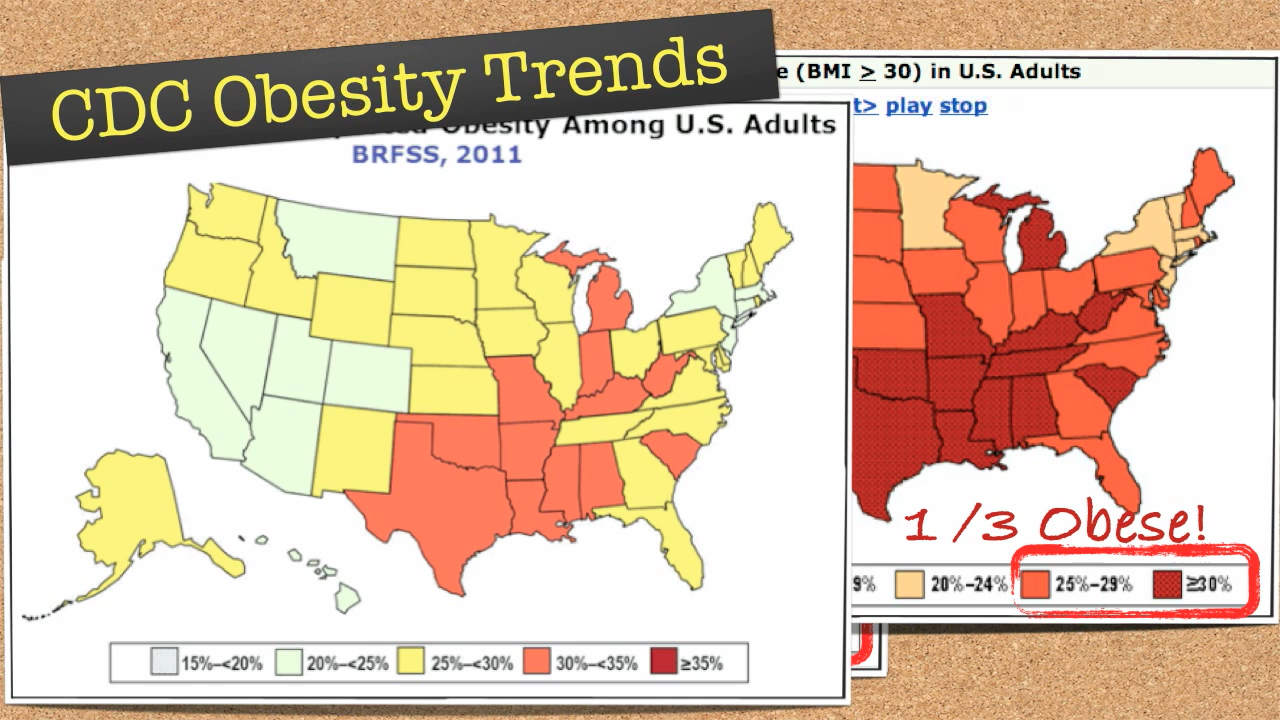 CDC Obesity Trends
Obesity Among U.S. Adults
BRFSS, 2011
15%–<20% 20%–<25% 25%–<30% 30%–<35% ≥35%
(BMI ≥ 30) in U.S. Adults
play stop
1/3 Obese!
9% 20%–24% 25%–29% ≥30%